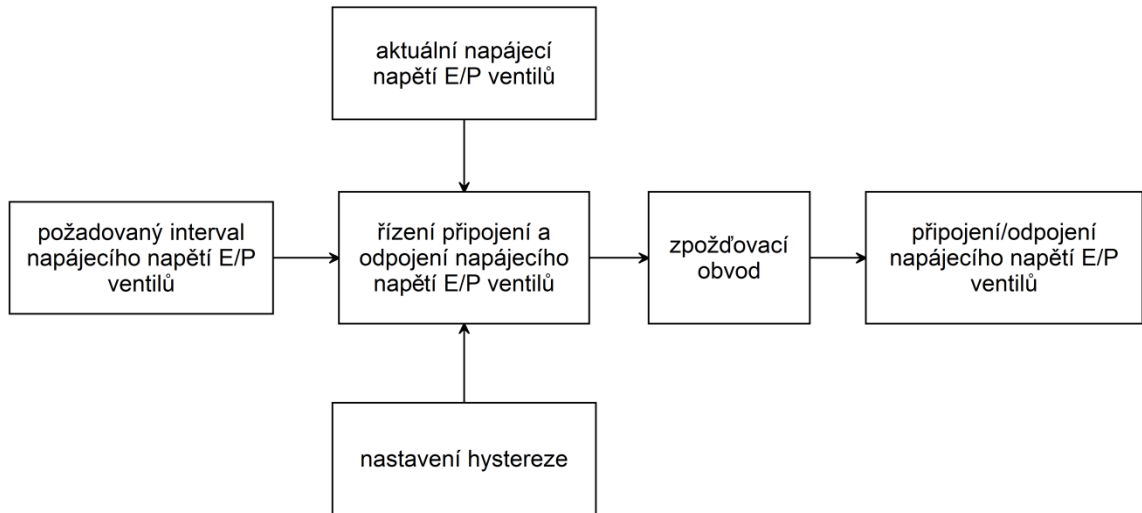 aktuální napájecí
napětí E/P ventilů
požadovaný interval
napájecího napětí E/P
ventilů
řízení připojení a
odpojení napájecího
napětí E/P ventilů
zpožďovací
obvod
připojení/odpojení
napájecího napětí E/P
ventilů
nastavení hystereze